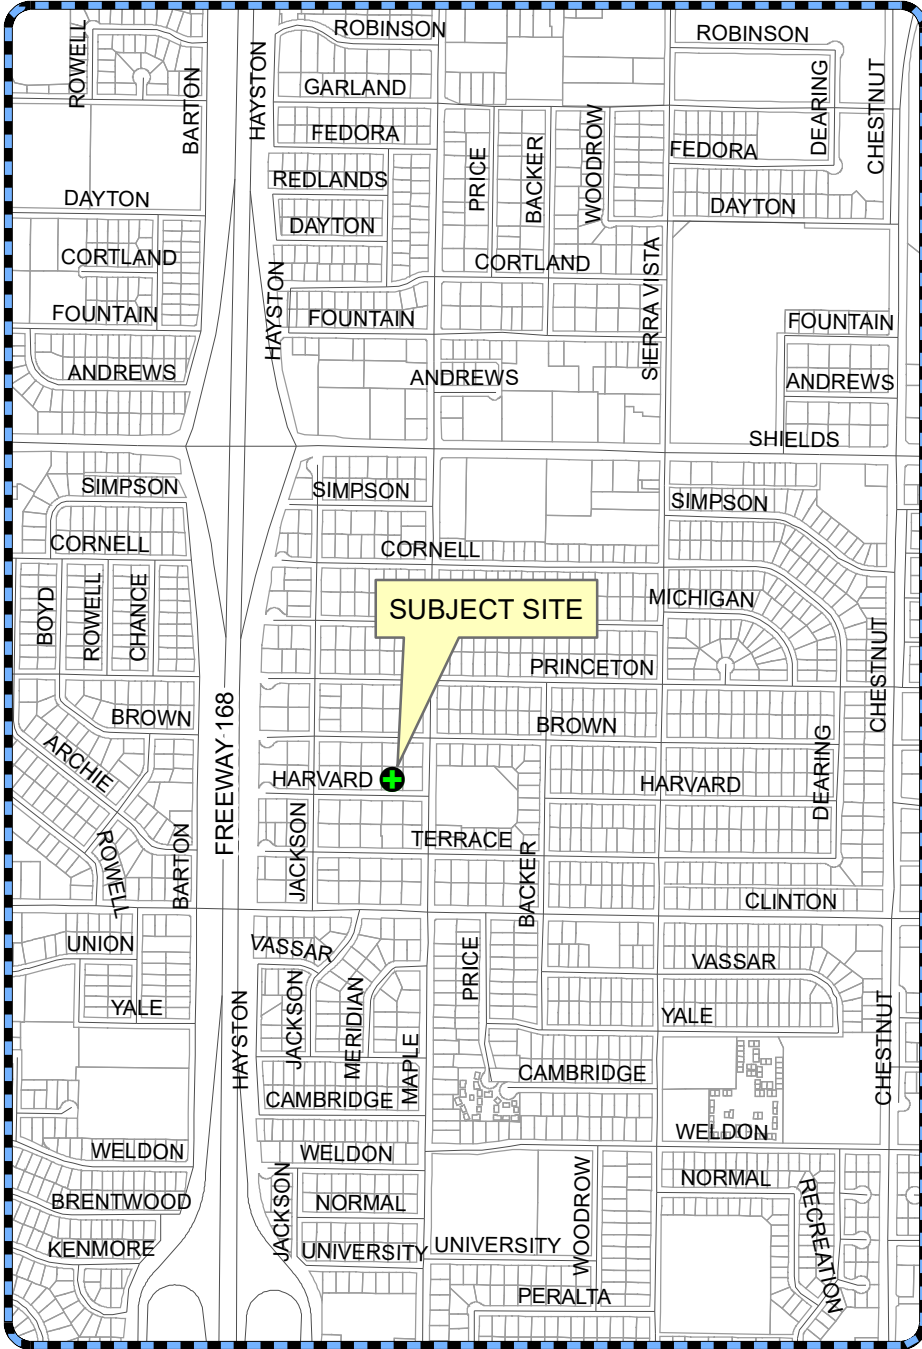 ROBINSON
ROBINSON
ROWELL
BARTON
HAYSTON
GARLAND
DEARING
CHESTNUT
FEDORA
WOODROW
FEDORA
PRICE
BACKER
REDLANDS
DAYTON
DAYTON
DAYTON
CORTLAND
CORTLAND
SIERRA VISTA
HAYSTON
FOUNTAIN
FOUNTAIN
FOUNTAIN
ANDREWS
ANDREWS
ANDREWS
SHIELDS
SIMPSON
SIMPSON
SIMPSON
CORNELL
CORNELL
BOYD
ROWELL
CHANCE
SUBJECT SITE
MICHIGAN
CHESTNUT
PRINCETON
BROWN
BROWN
FREEWAY 168
ARCHIE
DEARING
HARVARD
HARVARD
TERRACE
JACKSON
ROWELL
BARTON
BACKER
CLINTON
UNION
VASSAR
VASSAR
PRICE
YALE
YALE
HAYSTON
JACKSON
MERIDIAN
MAPLE
CHESTNUT
CAMBRIDGE
CAMBRIDGE
WELDON
WELDON
WELDON
NORMAL
BRENTWOOD
NORMAL
JACKSON
WOODROW
RECREATION
KENMORE
UNIVERSITY
UNIVERSITY
PERALTA